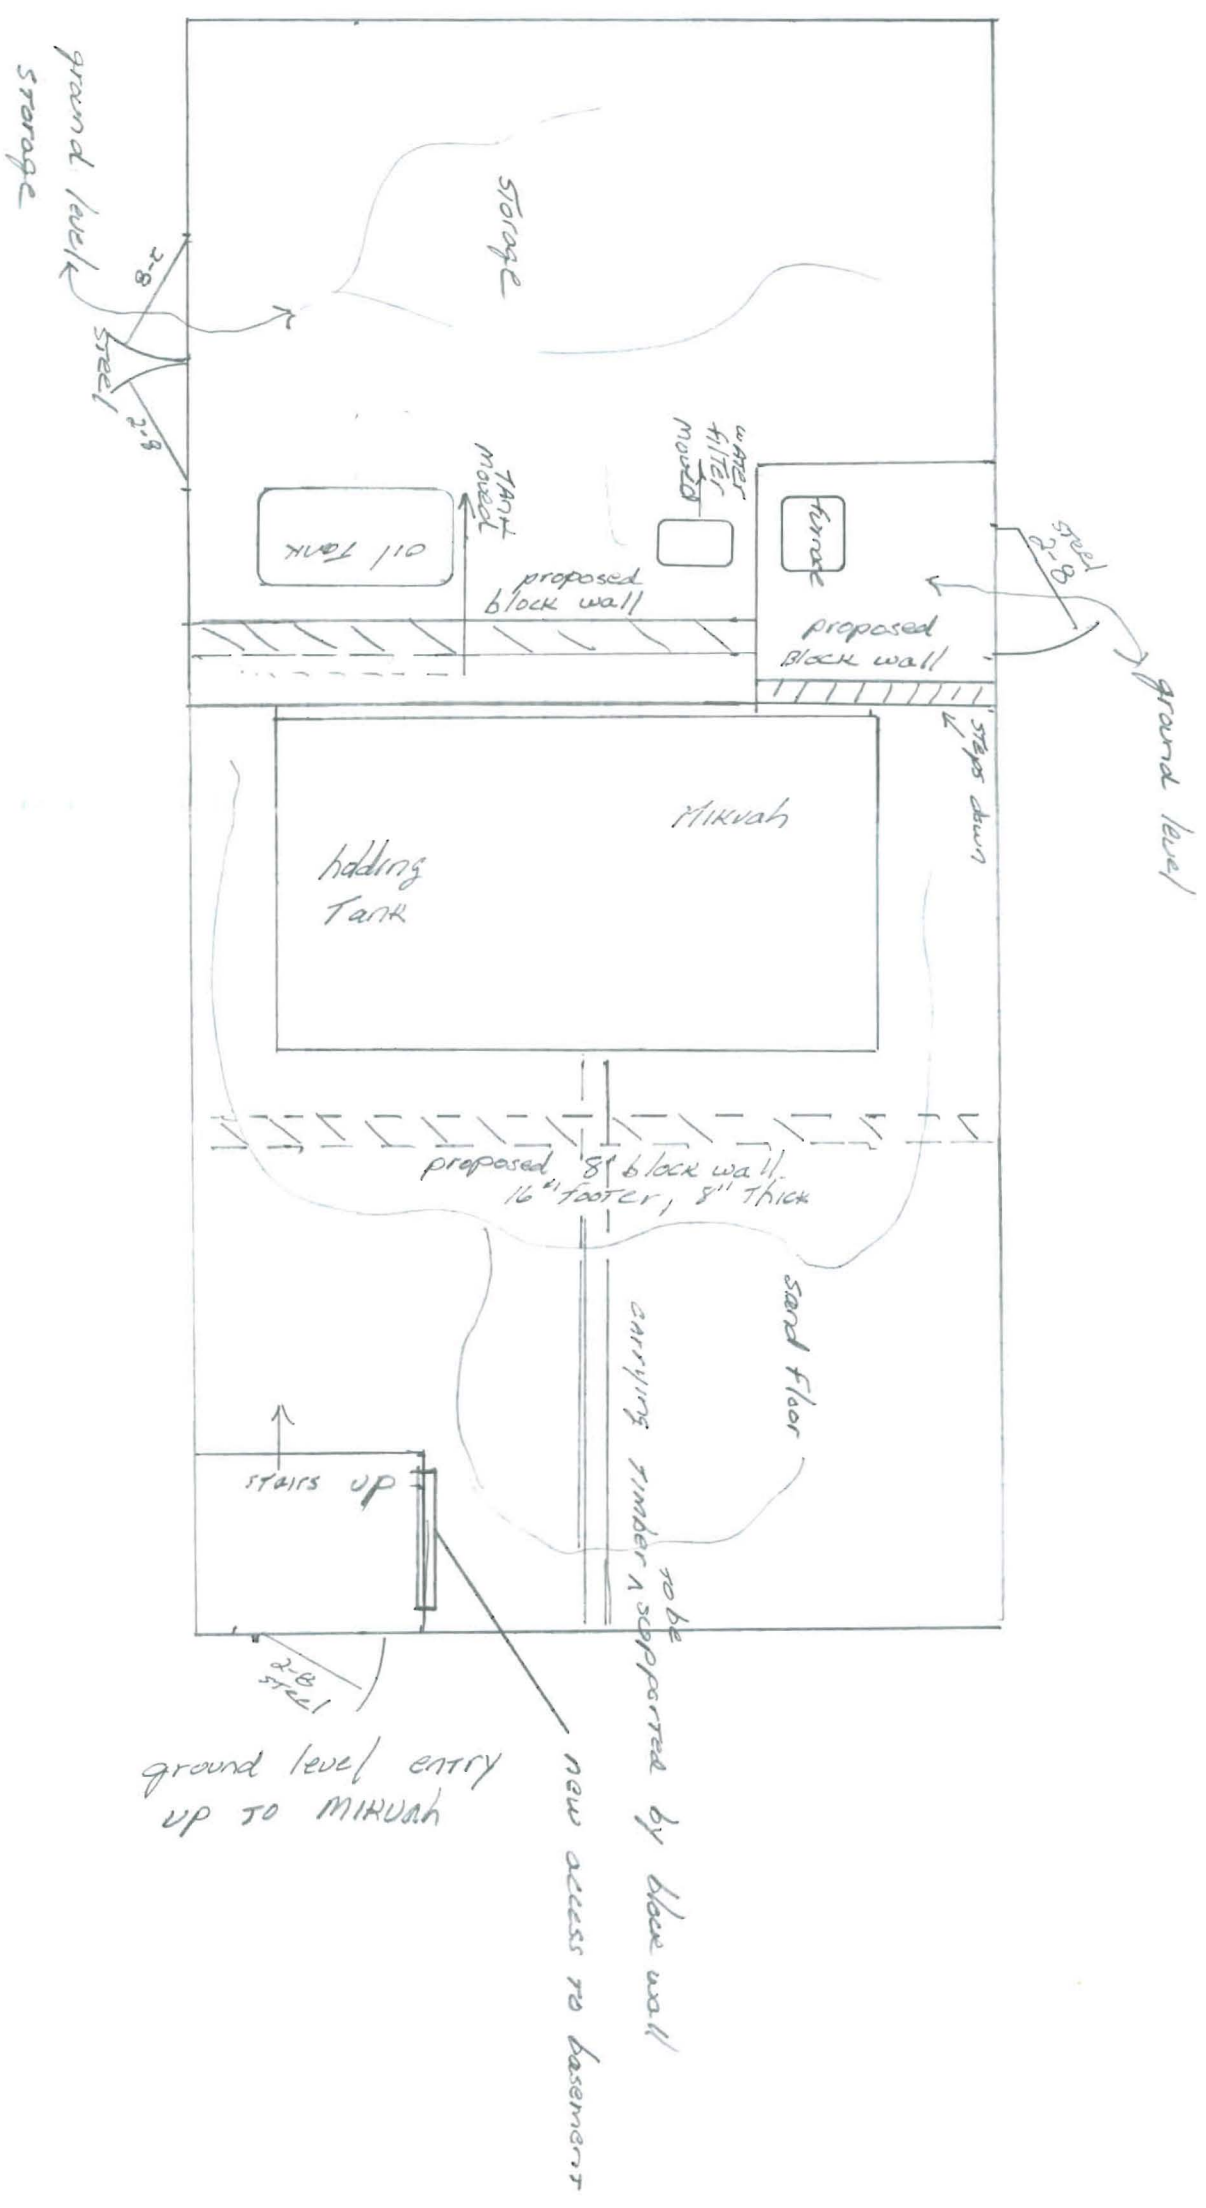 ground level
storage
2-8
steel
2-8
storage
TANK
moved
oil Tank
WATER
filter
moved
furnace
steel
2-8
ground level
proposed
block wall
proposed
Block wall
steps down
Mikvah
holding
Tank
proposed 8" block wall
16" footer, 8" thick
sand floor
carrying timber ^ supported by block wall
to be
stairs up
2-8
steel
ground level entry
up to Mikvah
new access to basement